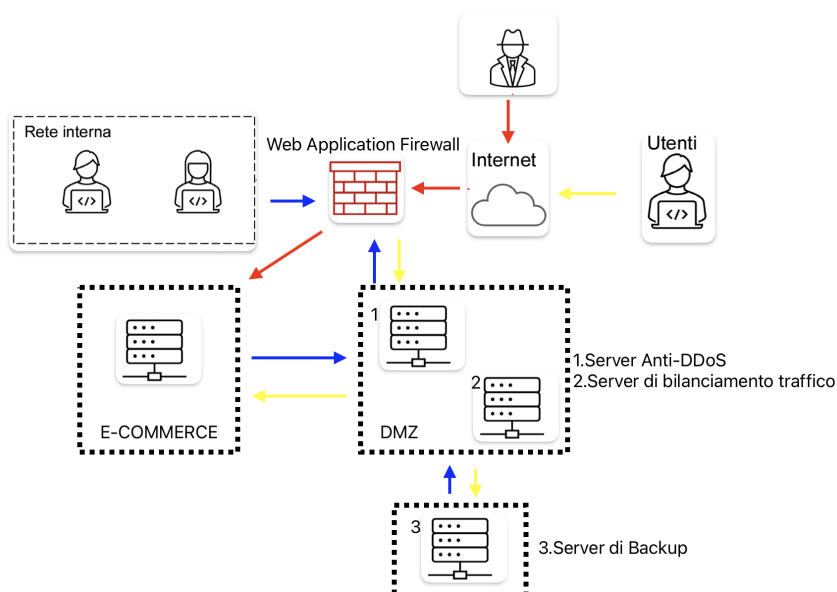 Rete interna
Web Application Firewall
Internet
Utenti
</>
</>
</>
1
1.Server Anti-DDoS
2.Server di bilanciamento traffico
2
E-COMMERCE
DMZ
3
3.Server di Backup